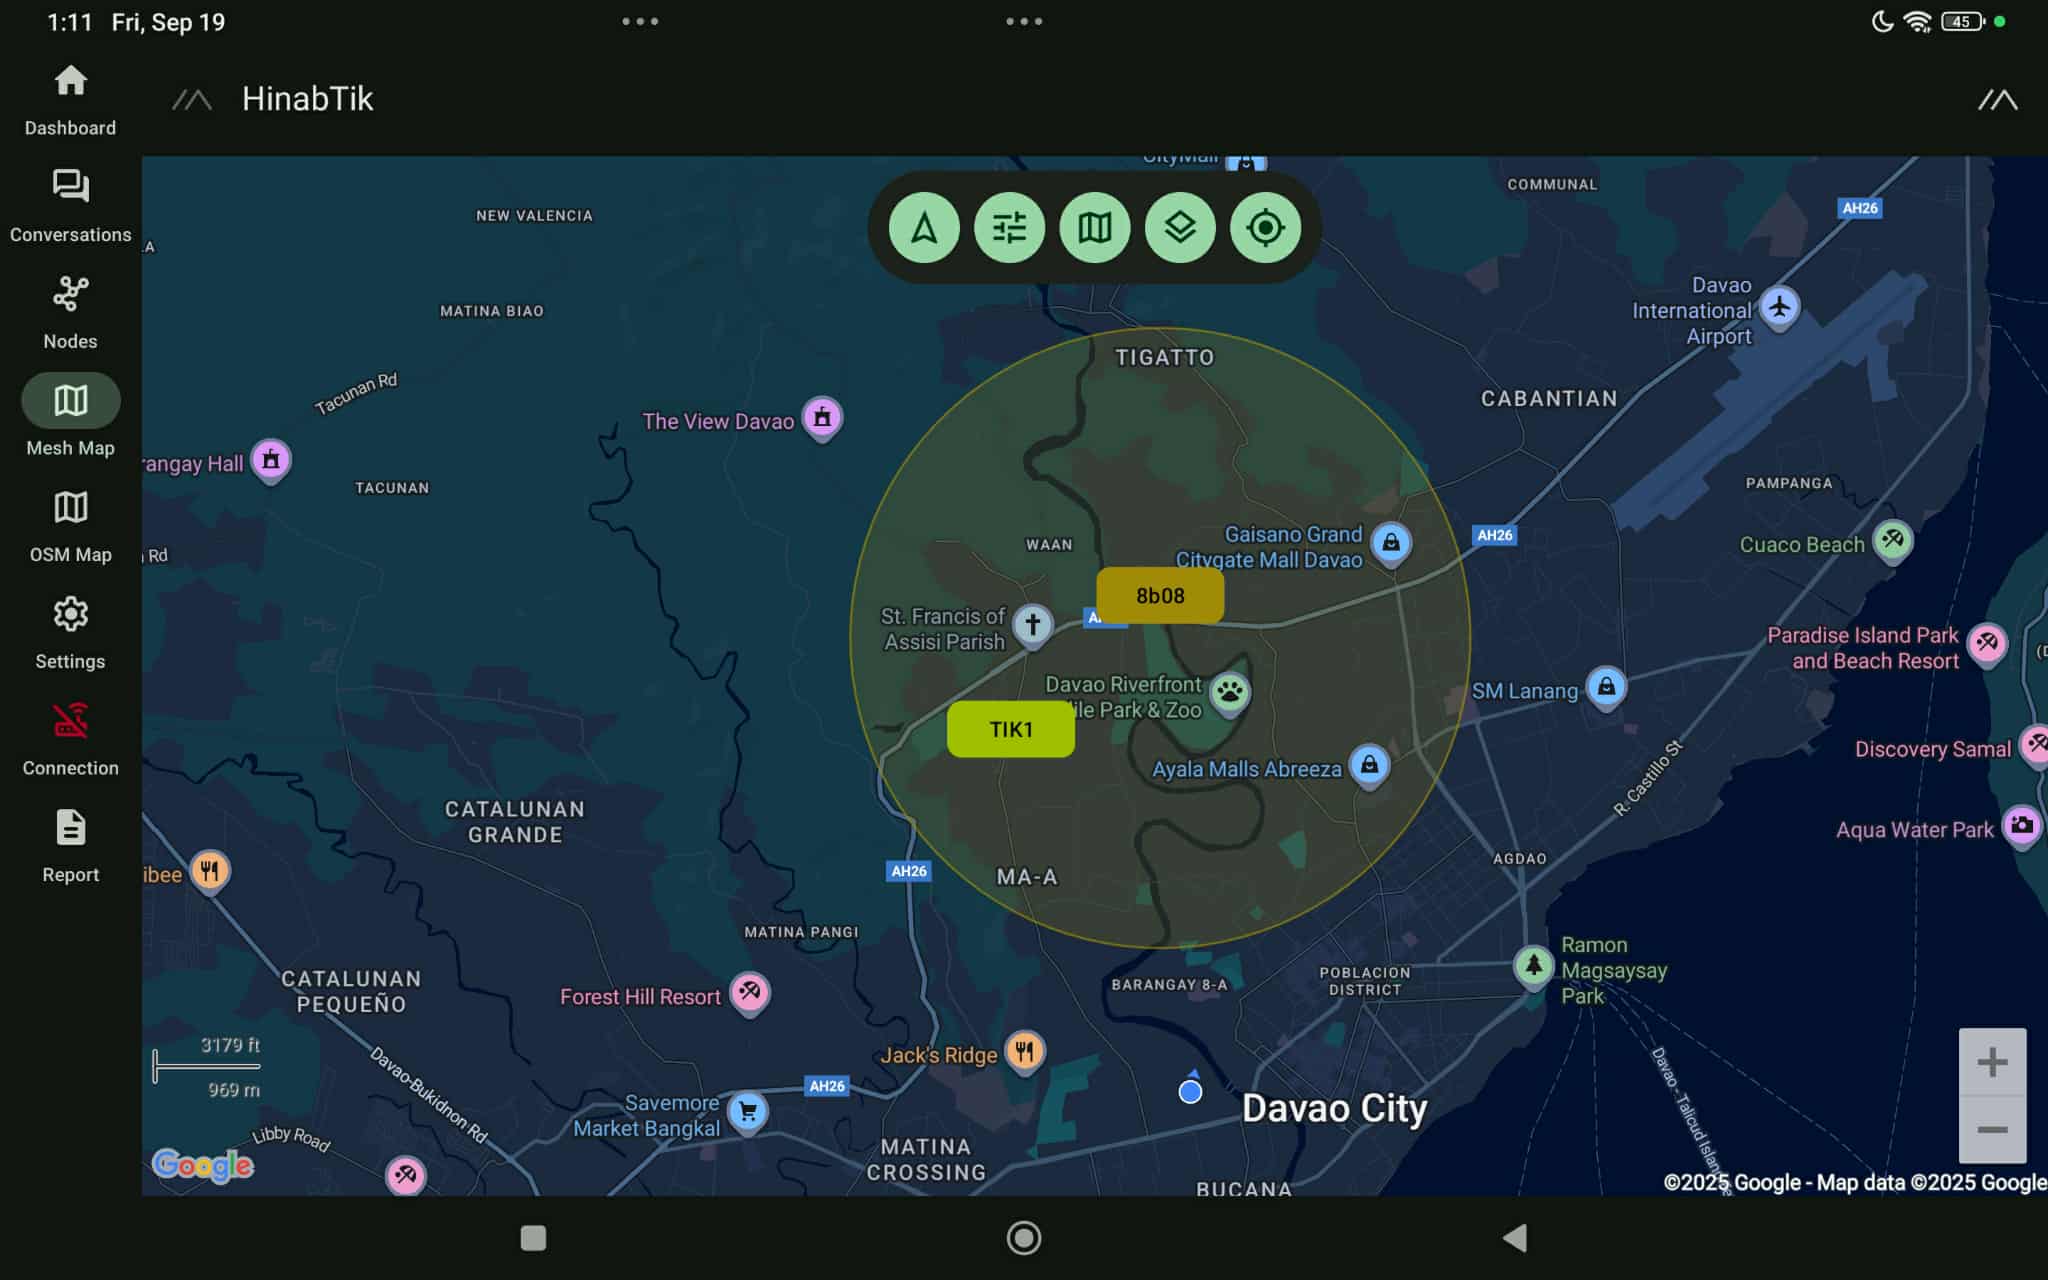 1:11 Fri, Sep 19
45
HinabTik
Dashboard
Conversations
Nodes
Mesh Map
OSM Map
Settings
Connection
Report
CityMall
COMMUNAL
AH26
NEW VALENCIA
MATINA BIAO
Davao
International
Airport
TIGATTO
CABANTIAN
Tacunan Rd
The View Davao
rangay Hall
TACUNAN
PAMPANGA
Rd
WAAN
Gaisano Grand
Citygate Mall Davao
AH26
Cuaco Beach
8b08
St. Francis of
Assisi Parish
Paradise Island Park
and Beach Resort
Davao Riverfront
ile Park & Zoo
SM Lanang
TIK1
Discovery Samal
Ayala Malls Abreeza
R. Castillo St
CATALUNAN
GRANDE
Aqua Water Park
AGDAO
ibee
AH26
MA-A
MATINA PANGI
Ramon
Magsaysay
Park
CATALUNAN
PEQUEÑO
BARANGAY 8-A
POBLACION
DISTRICT
Forest Hill Resort
3179 ft
969 m
Jack's Ridge
Davao-Bukidnon Rd
AH26
Davao City
Savemore
Market Bangkal
Davao - Talicud Island
Libby Road
MATINA
CROSSING
Google
BUCANA
©2025 Google - Map data ©2025 Google